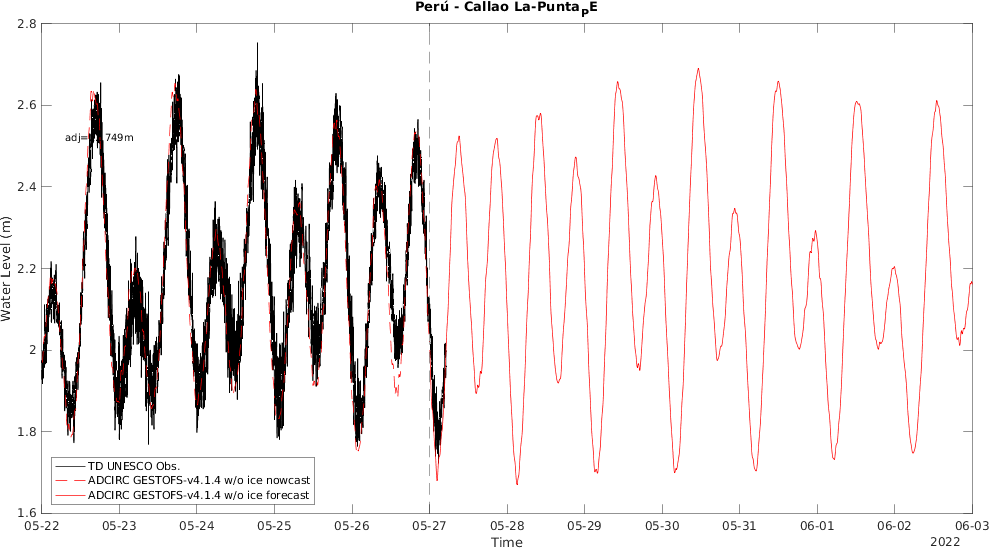 Perú - Callao La-PuntaPE
Water Level (m)
2.8
2.6
2.4
2.2
2
1.8
1.6
adj= 749m
TD UNESCO Obs.
ADCIRC GESTOFS-v4.1.4 w/o ice nowcast
ADCIRC GESTOFS-v4.1.4 w/o ice forecast
05-22 05-23 05-24 05-25 05-26 05-27 05-28 05-29 05-30 05-31 06-01 06-02 06-03
Time
2022